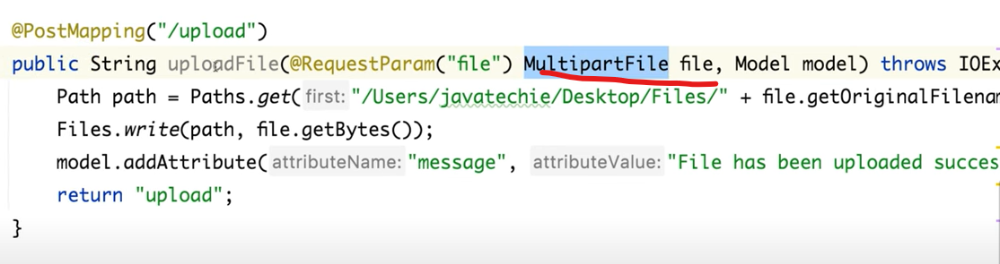 @PostMapping("/upload")
public String uploadFile(@RequestParam("file") MultipartFile file, Model model) throws IOEx
Path path = Paths.get( first: "/Users/javatechie/Desktop/Files/" + file.getOriginalFilenam
Files.write(path, file.getBytes());
model.addAttribute( attributeName: "message", attributeValue: "File has been uploaded succes
return "upload";
}